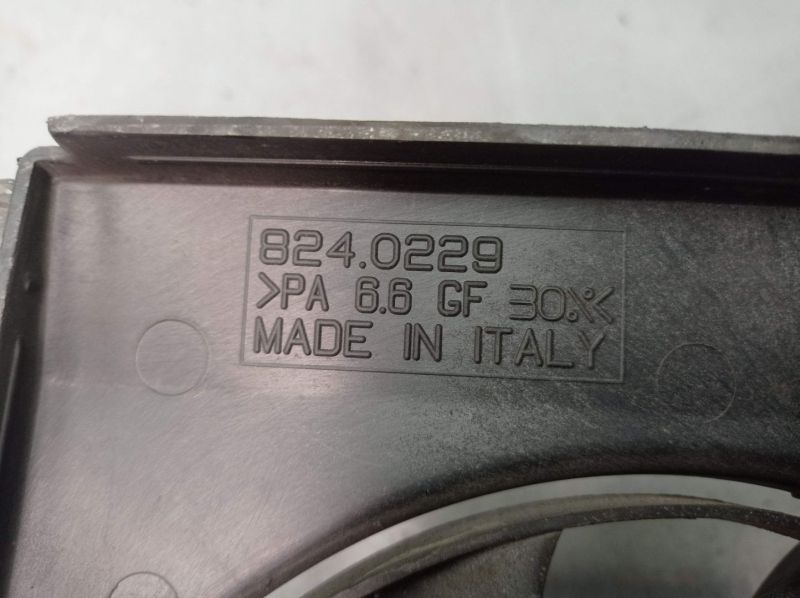 824.0229
>PA 6.6 GF 30%<
MADE IN ITALY